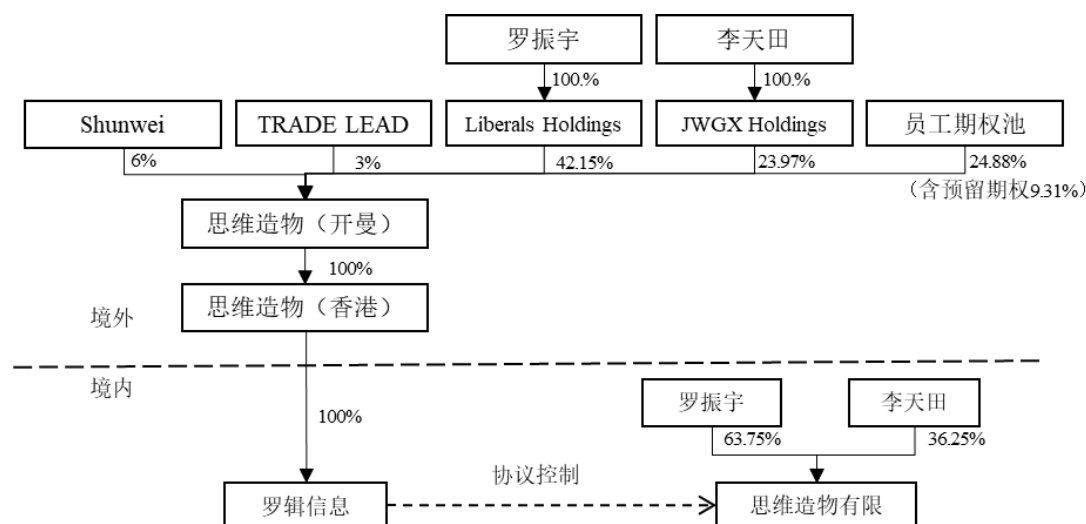 罗振宇
李天田
100.%
100.%
Shunwei
TRADE LEAD
Liberals Holdings
JWGX Holdings
员工期权池
6%
3%
42.15%
23.97%
24.88%
（含预留期权9.31%）
思维造物（开曼）
100%
思维造物（香港）
境外
境内
100%
罗振宇
李天田
63.75%
36.25%
协议控制
罗辑信息
思维造物有限